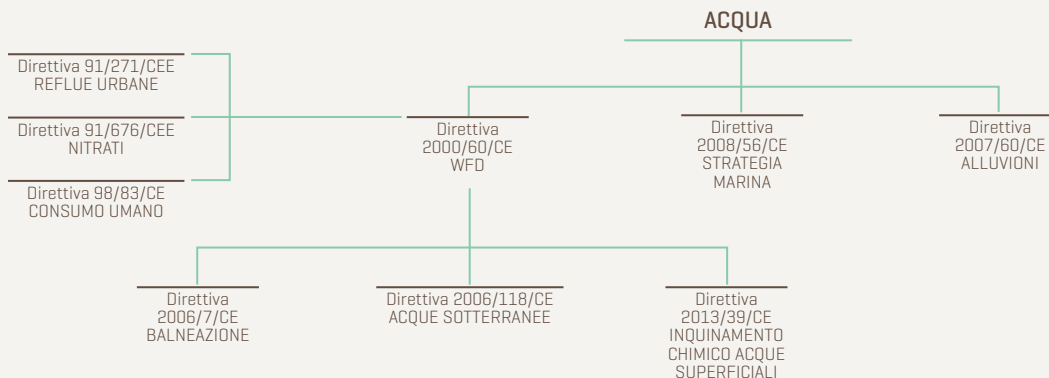 ACQUA
Direttiva 91/271/CEE
REFLUE URBANE
Direttiva 91/676/CEE
NITRATI
Direttiva 98/83/CE
CONSUMO UMANO
Direttiva
2000/60/CE
WFD
Direttiva
2008/56/CE
STRATEGIA
MARINA
Direttiva
2007/60/CE
ALLUVIONI
Direttiva
2006/7/CE
BALNEAZIONE
Direttiva 2006/118/CE
ACQUE SOTTERRANEE
Direttiva
2013/39/CE
INQUINAMENTO
CHIMICO ACQUE
SUPERFICIALI